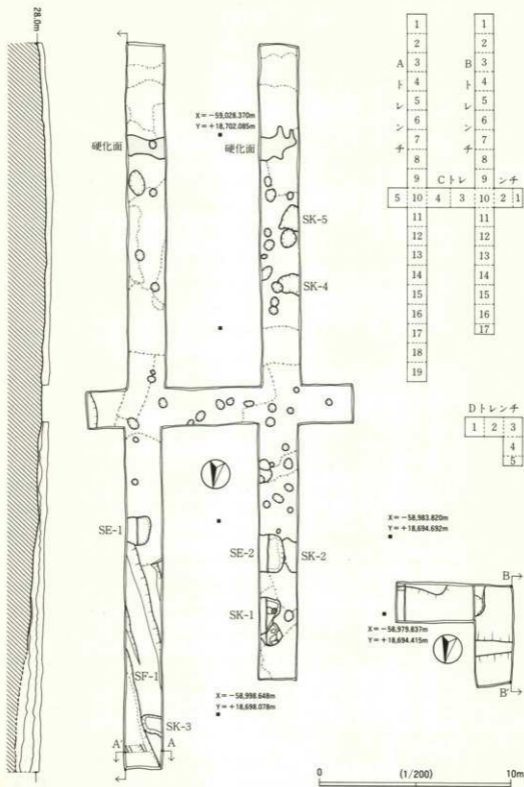 28.0m
X=-59,028.370m
Y=+18,702.085m
硬化面
硬化面
SK-5
SK-4
SE-1
SE-2
SK-2
SK-1
SF-1
SK-3
A'
A
X=-58,998.648m
Y=+18,698.078m
Aトレンチ
1
2
3
4
5
6
7
8
9
10
11
12
13
14
15
16
17
18
19
Bトレンチ
1
2
3
4
5
6
7
8
9
10
11
12
13
14
15
16
17
Cトレンチ
5 10 4 3 10 2 1
Dトレンチ
1 2 3
4
5
X=-58,983.820m
Y=+18,694.692m
X=-58,979.837m
Y=+18,694.415m
B
B'
0 (1/200) 10m